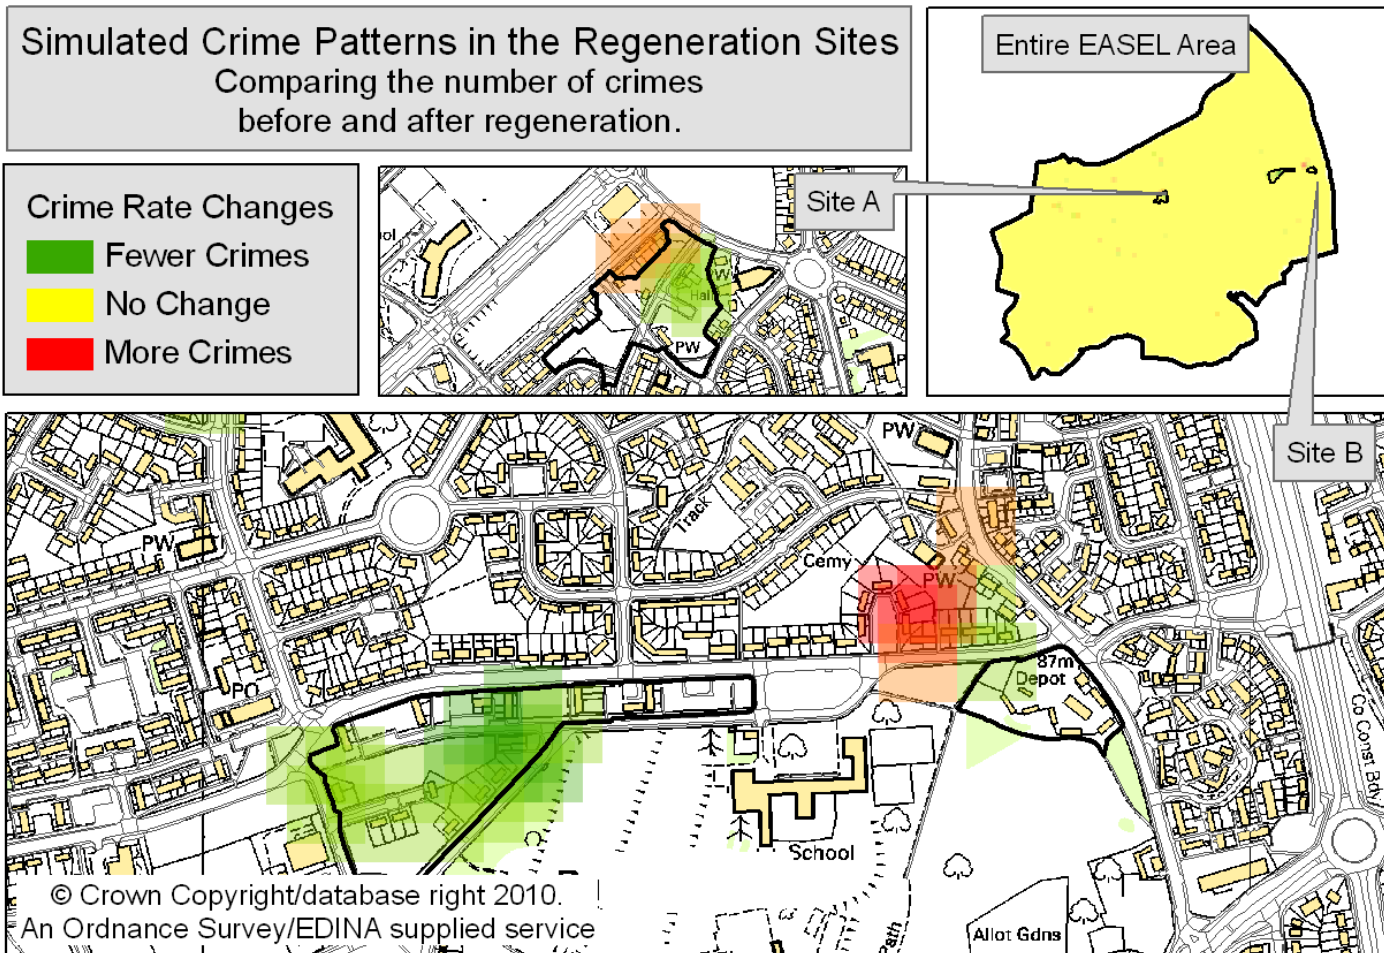 Simulated Crime Patterns in the Regeneration Sites
Comparing the number of crimes
before and after regeneration.
Entire EASEL Area
Site A
Site B
Crime Rate Changes
Fewer Crimes
No Change
More Crimes
Hall
PW
PW
PW
Track
Cemy
PW
PW
PO
87m
Depot
School
Path
Allot Gdns
Co Const Bdy
© Crown Copyright/database right 2010.
An Ordnance Survey/EDINA supplied service